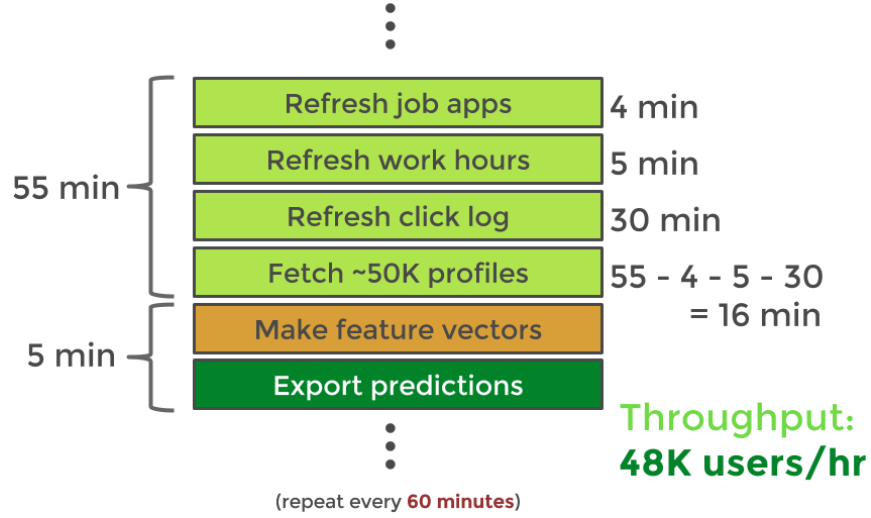 Refresh job apps 4 min
Refresh work hours 5 min
55 min
Refresh click log 30 min
Fetch ~50K profiles 55 - 4 - 5 - 30
= 16 min
Make feature vectors
5 min
Export predictions
Throughput:
48K users/hr
(repeat every 60 minutes)